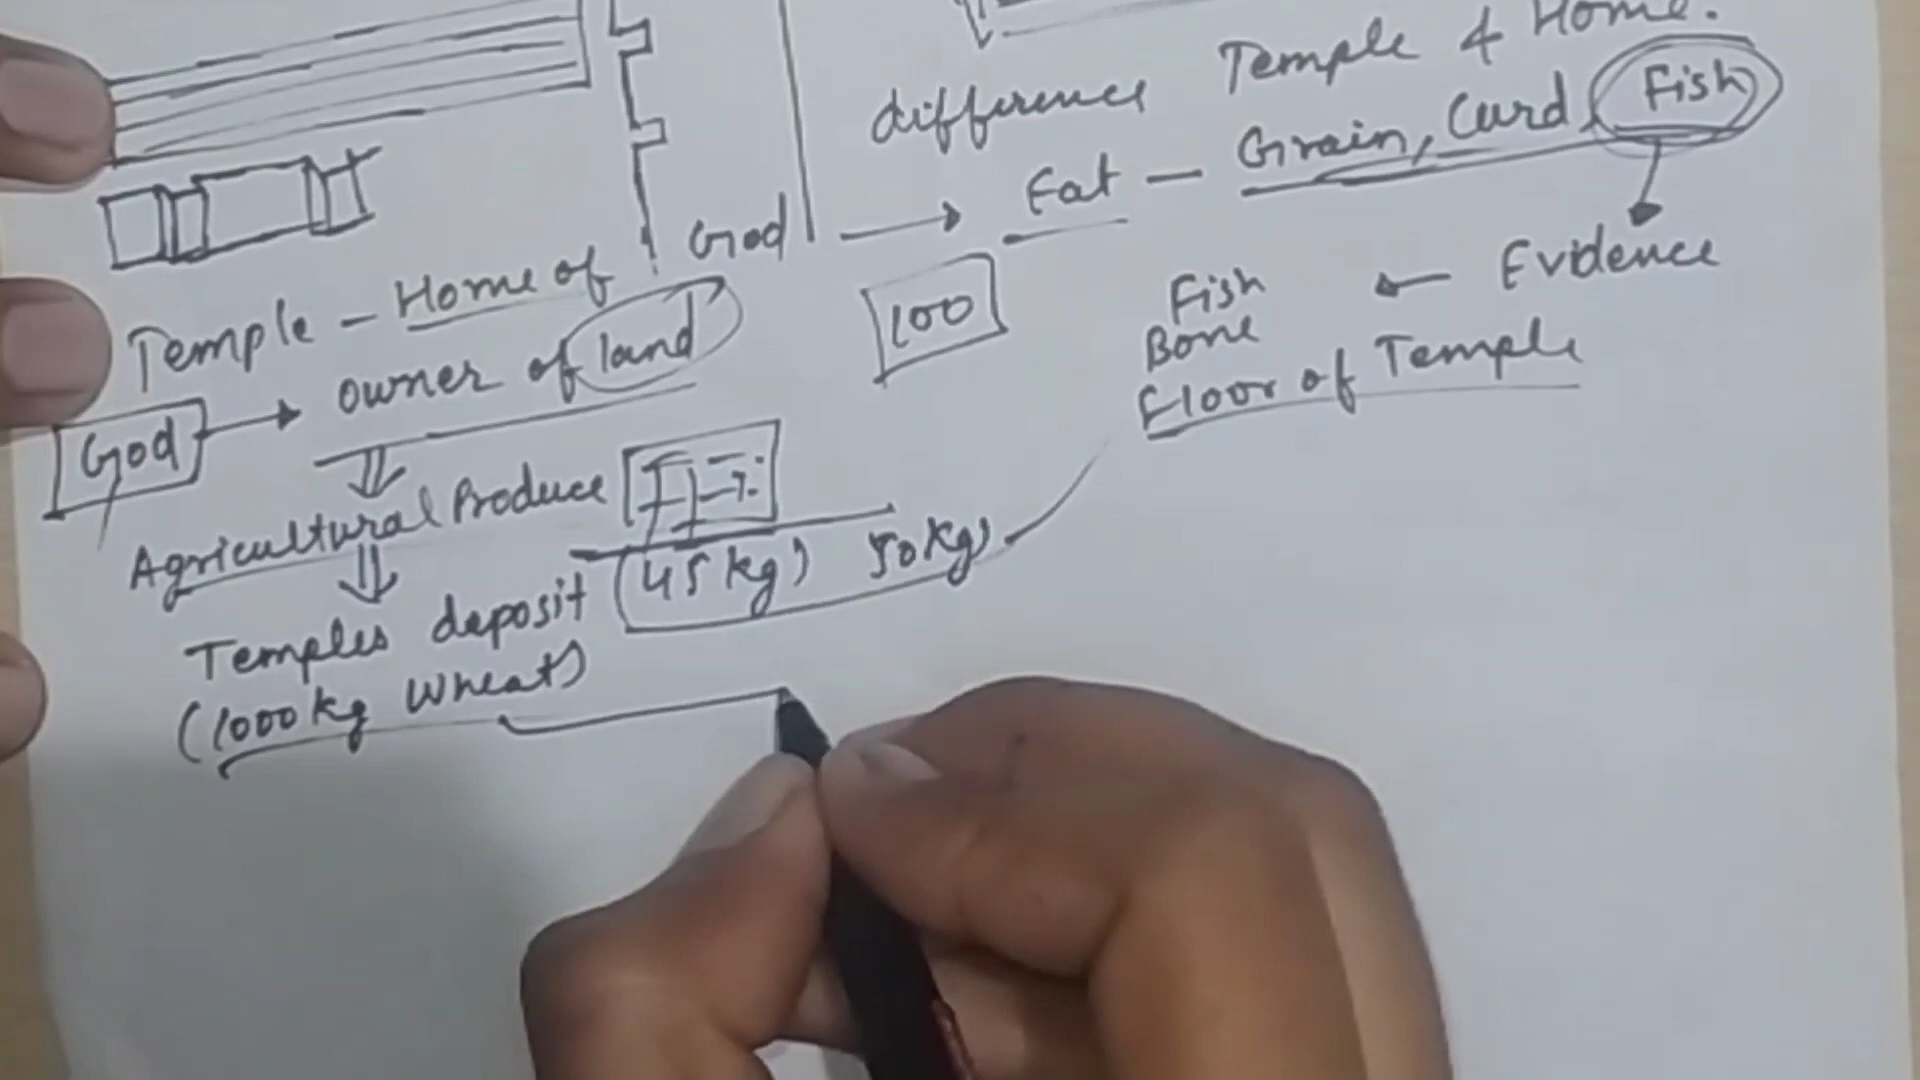 difference Temple & Home.
Eat — Grain, Curd, Fish
Evidence
Fish
Bone
Floor of Temple
100
Temple — Home of God
God → owner of land
Agricultural Produce
Temples deposit (45 kg) 50 kg
(1000 kg Wheat)